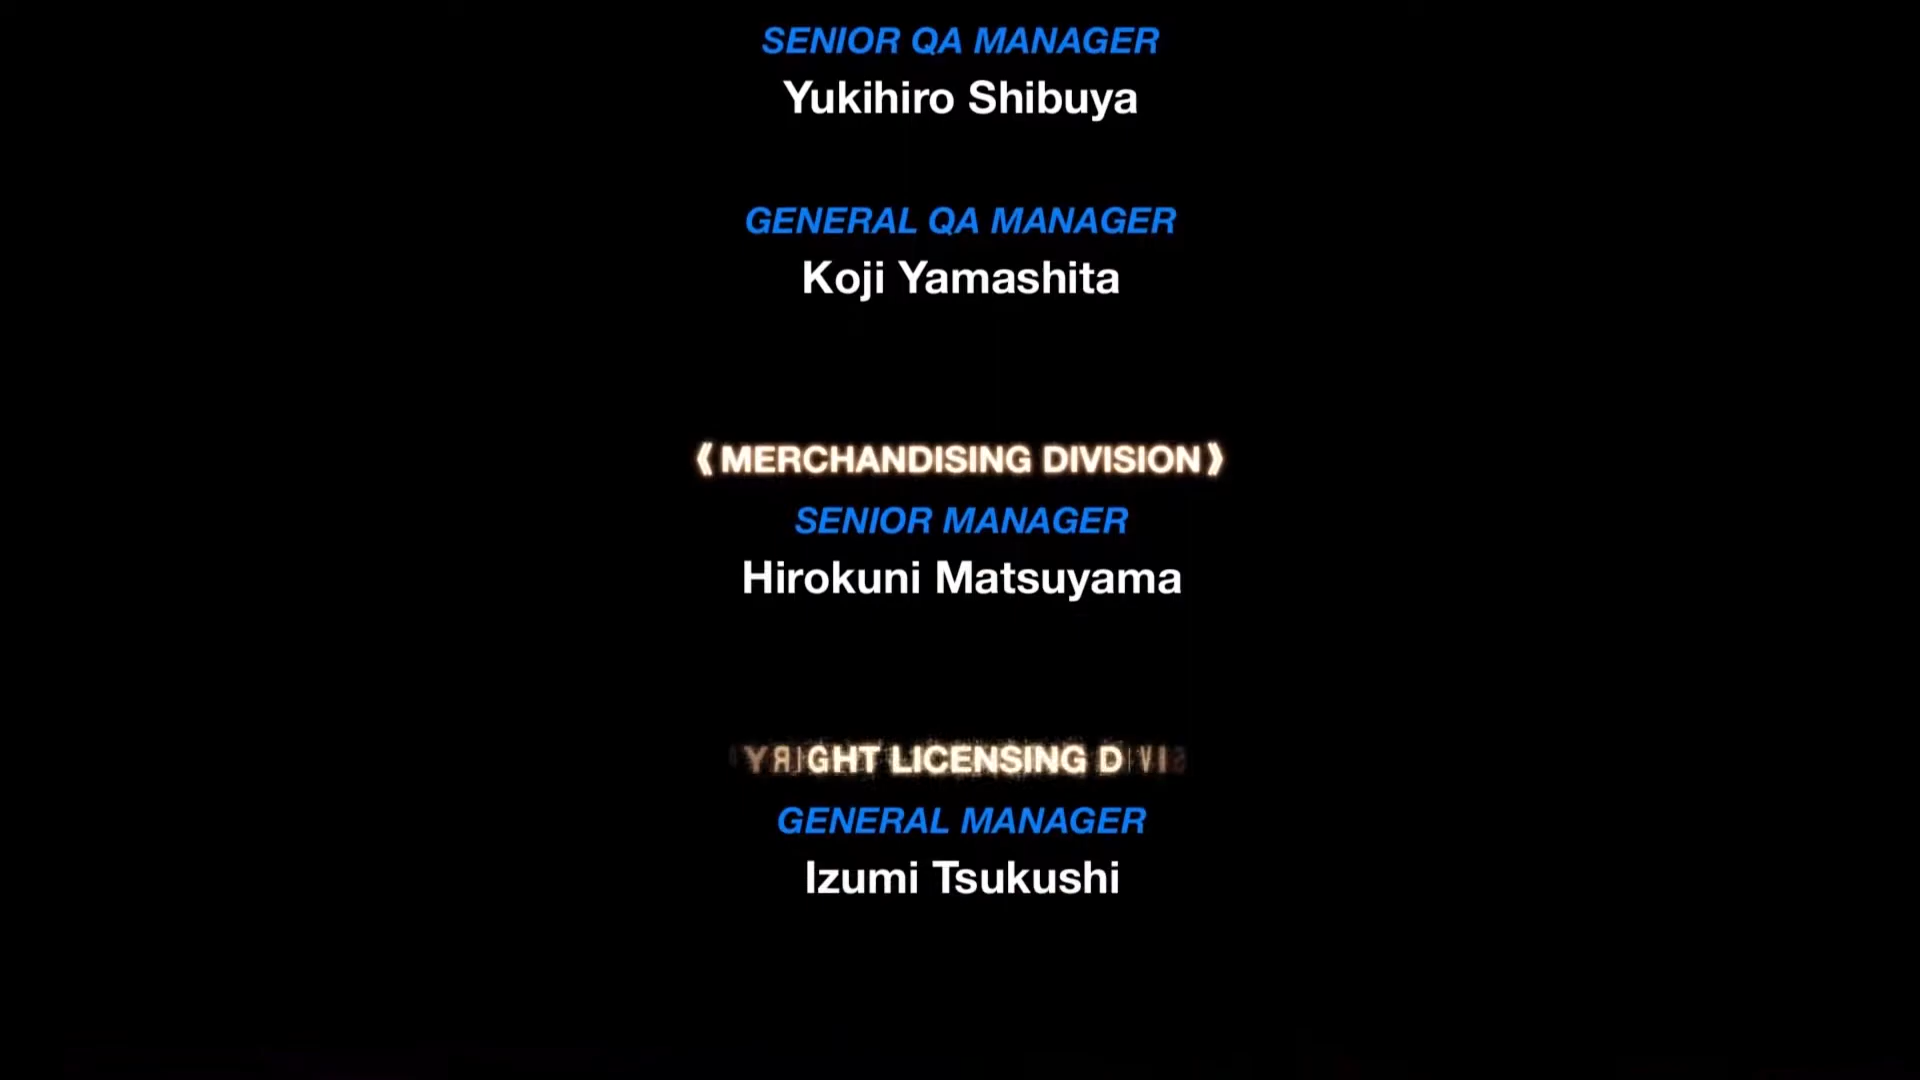 SENIOR QA MANAGER
Yukihiro Shibuya
GENERAL QA MANAGER
Koji Yamashita
《MERCHANDISING DIVISION》
SENIOR MANAGER
Hirokuni Matsuyama
LICENSING
GENERAL MANAGER
Izumi Tsukushi